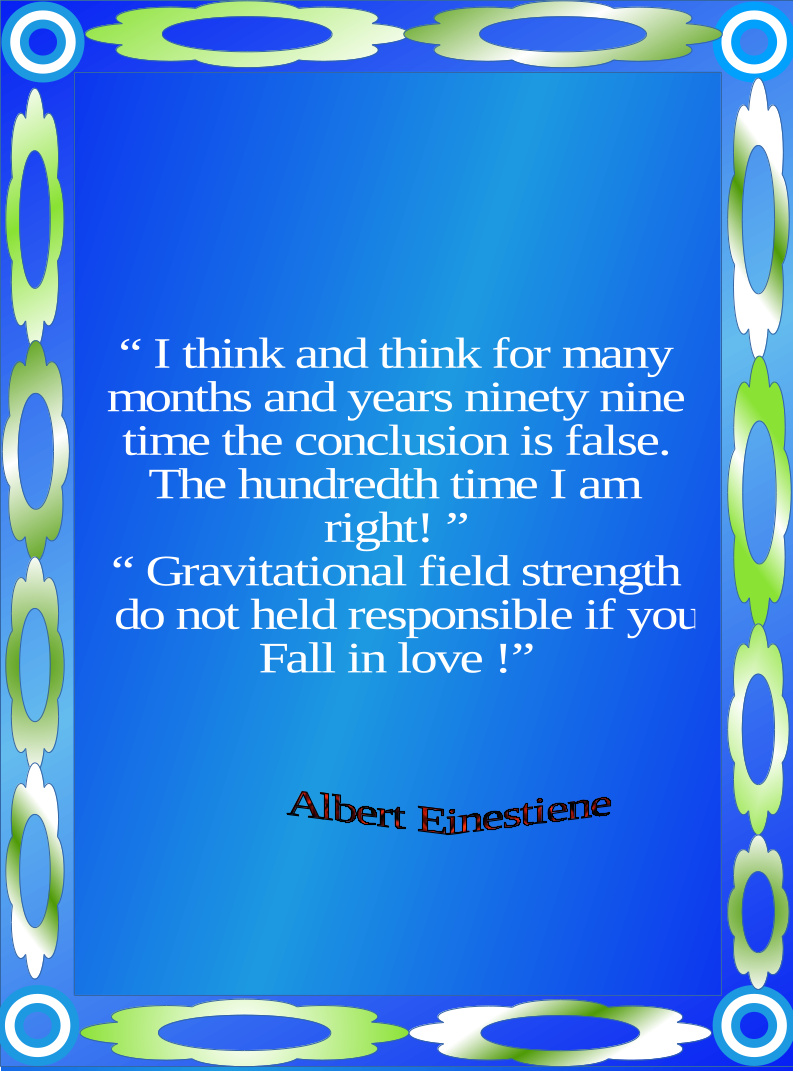 “ I think and think for many
months and years ninety nine
time the conclusion is false.
The hundredth time I am
right! ”
“ Gravitational field strength
do not held responsible if you
Fall in love !”
Albert Einestiene